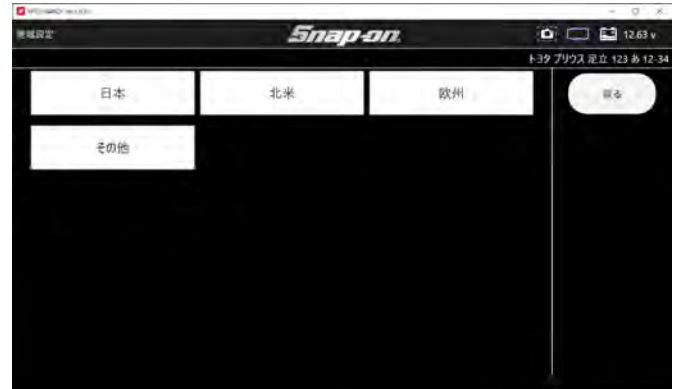 地域設定
Snap-on
12.63 v
トヨタ プリウス 足立 123 あ 12-34
日本
北米
欧州
戻る
その他